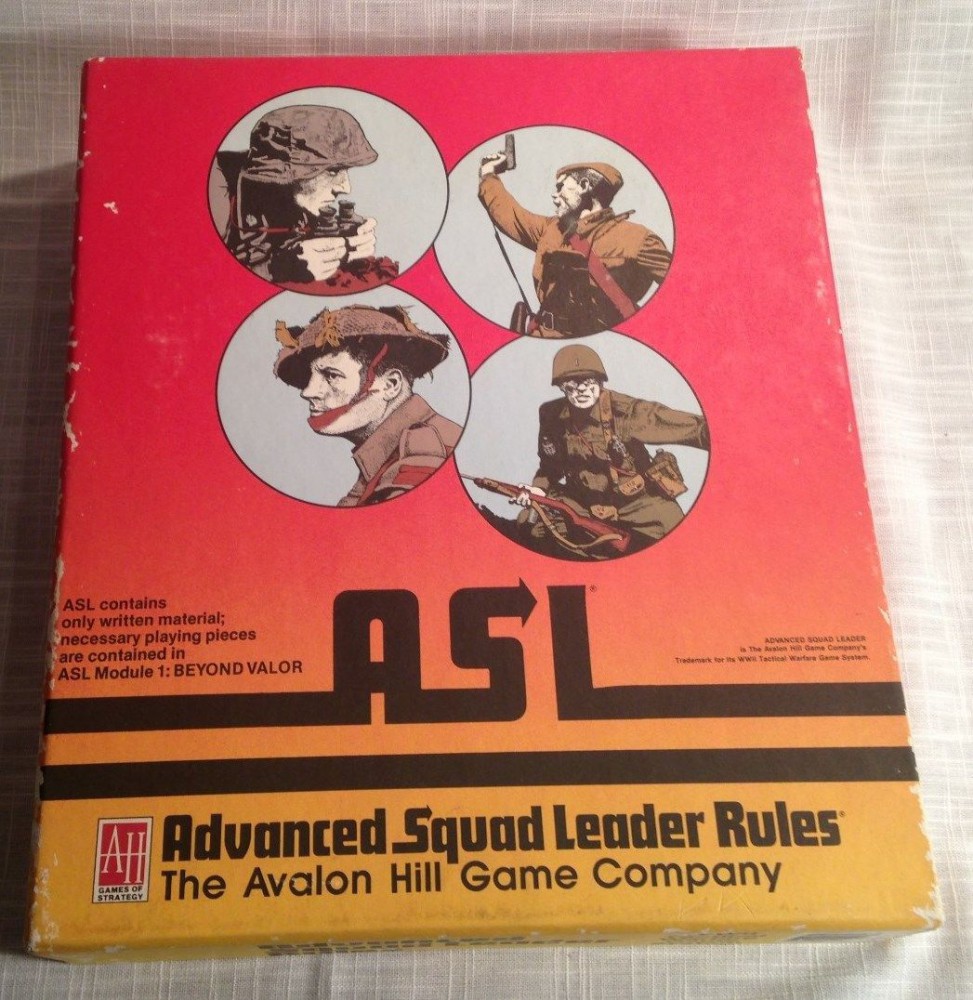 ASL contains
only written material;
necessary playing pieces
are contained in
ASL Module 1: BEYOND VALOR
ASL®
ADVANCED SQUAD LEADER
is The Avalon Hill Game Company's
Trademark for its WWII Tactical Warfare Game System.
AH
GAMES OF
STRATEGY
Advanced Squad Leader Rules®
The Avalon Hill Game Company